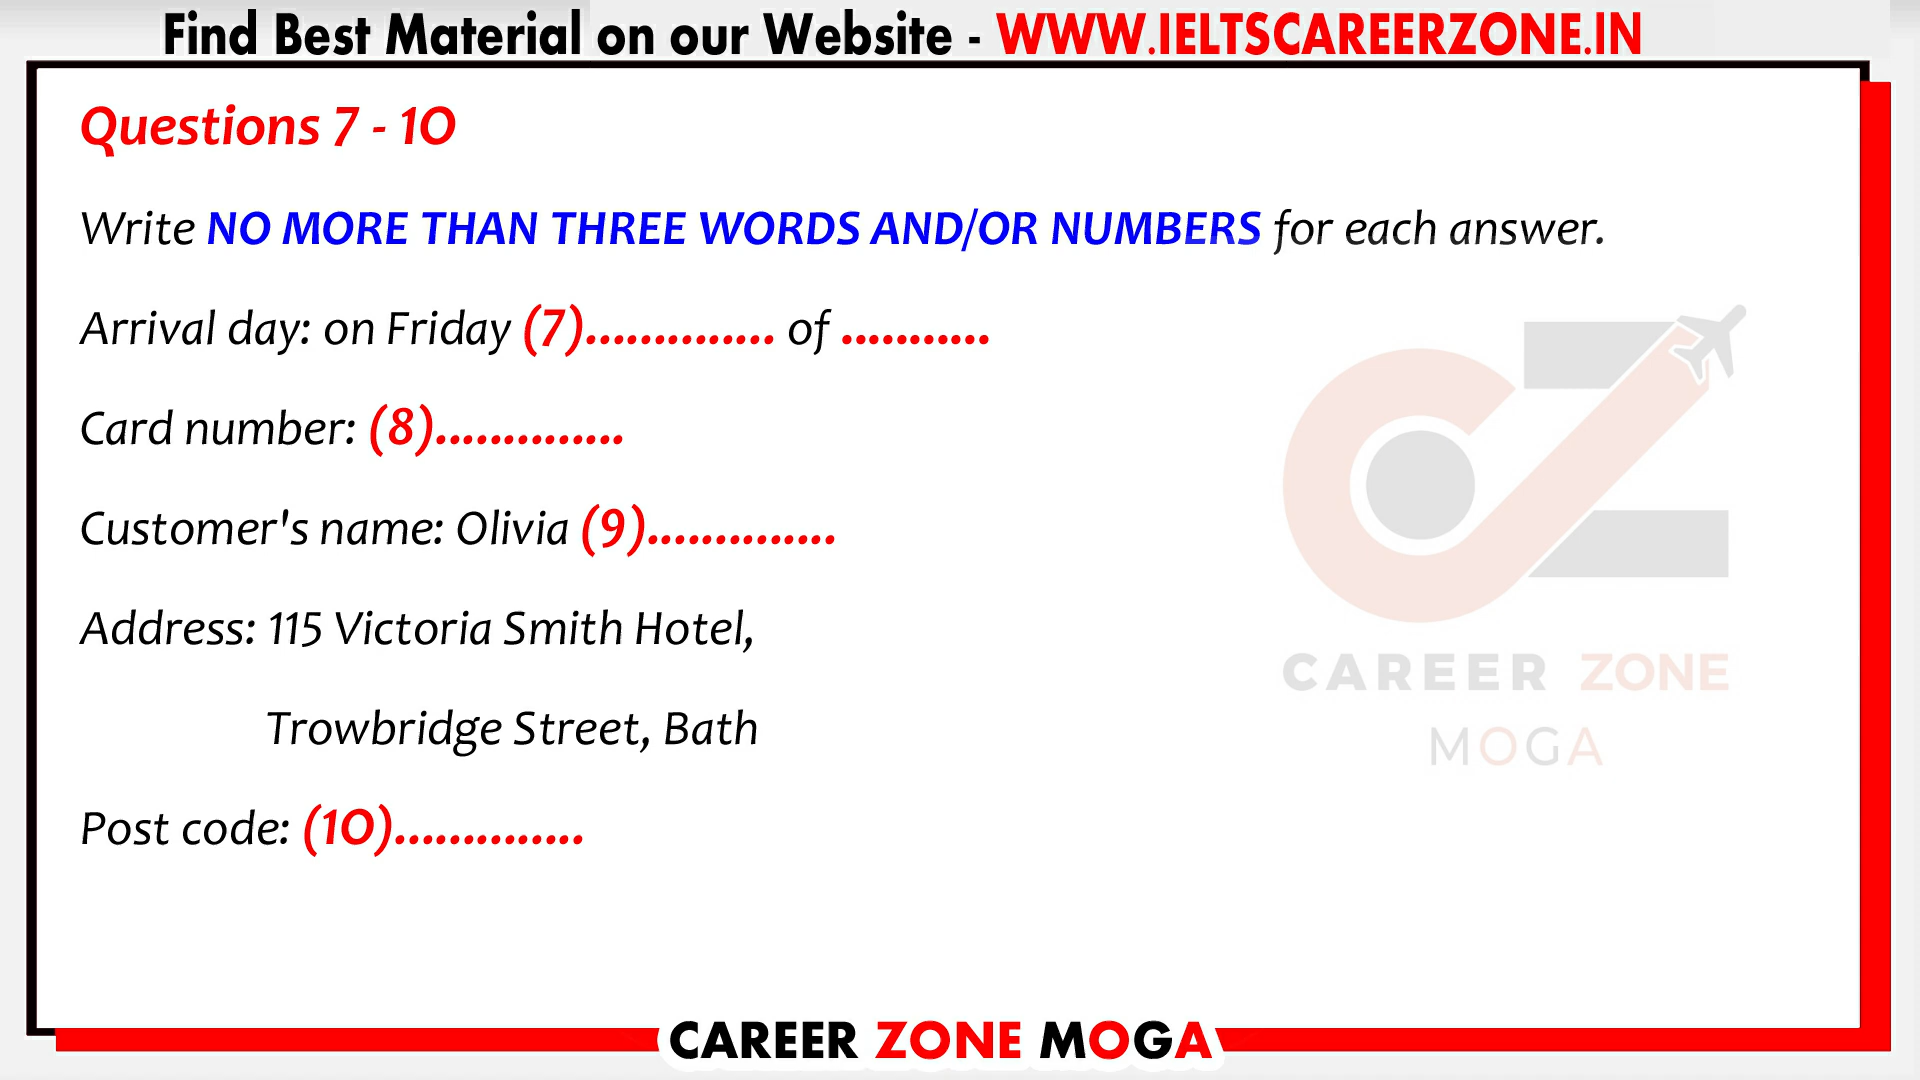 Find Best Material on our Website - WWW.IELTSCAREERZONE.IN
Questions 7 - 10
Write NO MORE THAN THREE WORDS AND/OR NUMBERS for each answer.
Arrival day: on Friday (7).............. of ...........
Card number: (8)..............
Customer's name: Olivia (9)..............
Address: 115 Victoria Smith Hotel,
Trowbridge Street, Bath
Post code: (10)..............
CAREER ZONE
MOGA
CAREER ZONE MOGA